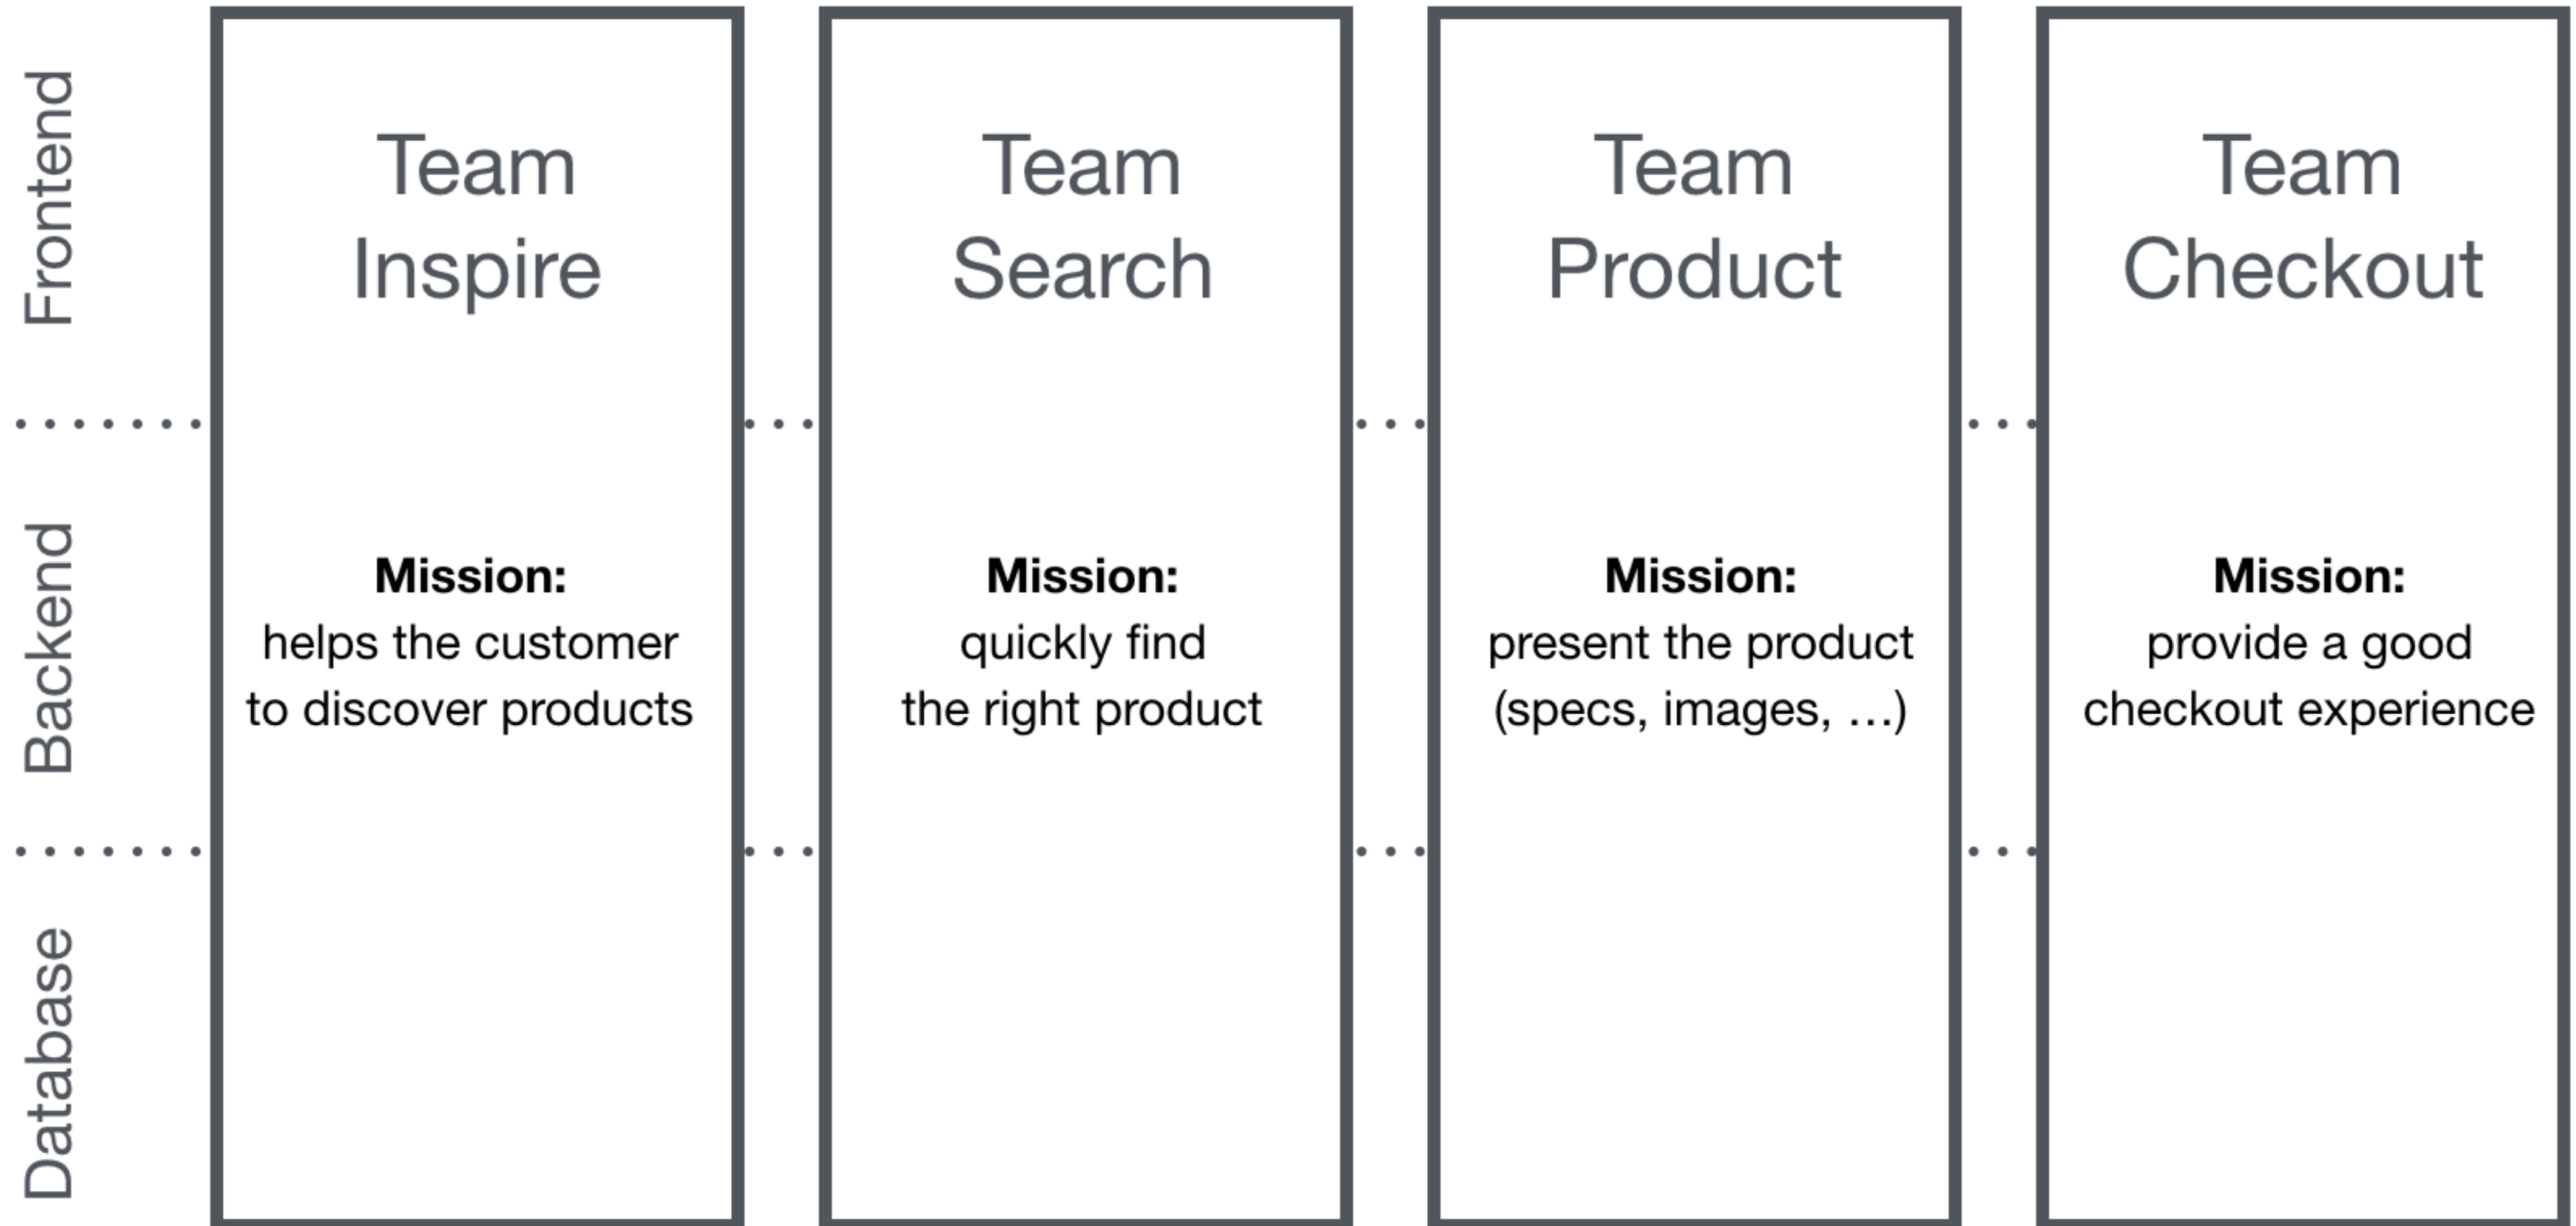 Frontend
Backend
Database
Team
Inspire
Mission:
helps the customer
to discover products
Team
Search
Mission:
quickly find
the right product
Team
Product
Mission:
present the product
(specs, images, …)
Team
Checkout
Mission:
provide a good
checkout experience